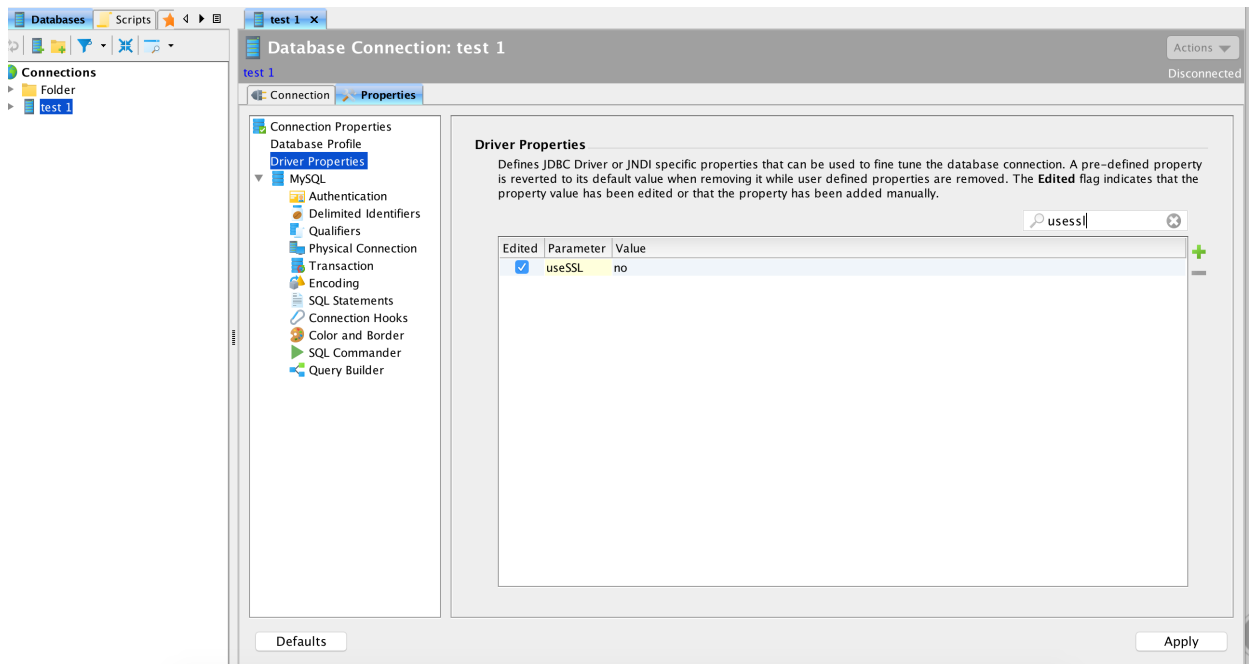 Databases Scripts
test 1
Database Connection: test 1
Actions
test 1
Disconnected
Connections
Folder
test 1
Connection Properties
Connection Properties
Database Profile
Driver Properties
MySQL
Authentication
Delimited Identifiers
Qualifiers
Physical Connection
Transaction
Encoding
SQL Statements
Connection Hooks
Color and Border
SQL Commander
Query Builder
Driver Properties
Defines JDBC Driver or JNDI specific properties that can be used to fine tune the database connection. A pre-defined property
is reverted to its default value when removing it while user defined properties are removed. The Edited flag indicates that the
property value has been edited or that the property has been added manually.
usessl
Edited Parameter Value
useSSL no
Defaults
Apply